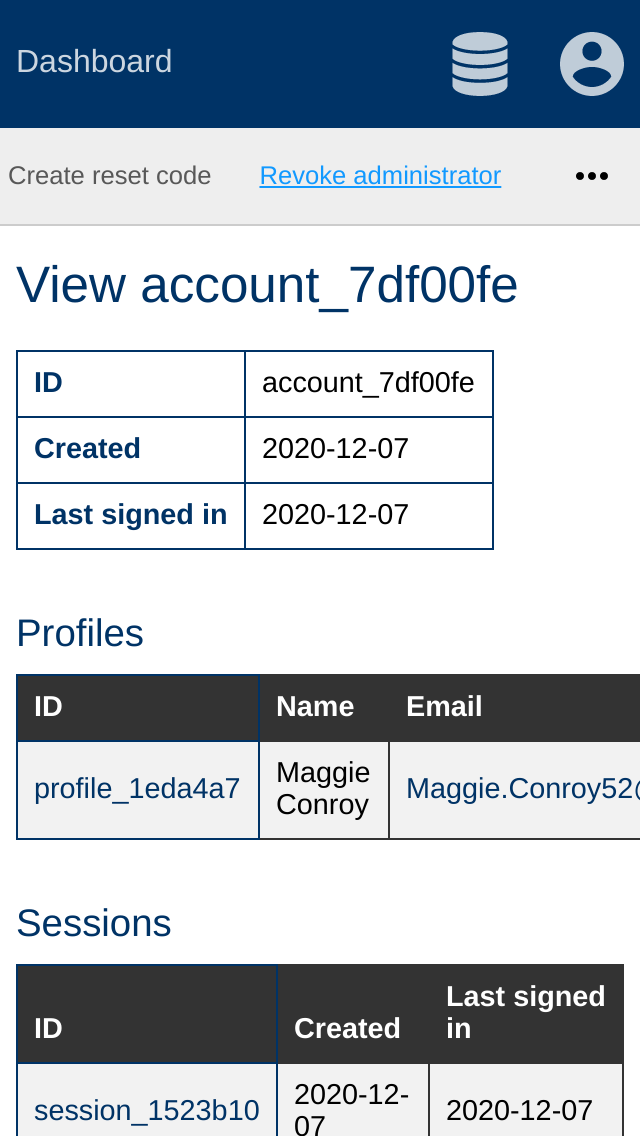 Dashboard
Create reset code Revoke administrator
View account_7df00fe
ID account_7df00fe
Created 2020-12-07
Last signed in 2020-12-07
Profiles
ID Name Email
profile_1eda4a7 Maggie Conroy Maggie.Conroy52@
Sessions
ID Created Last signed in
session_1523b10 2020-12-07 2020-12-07